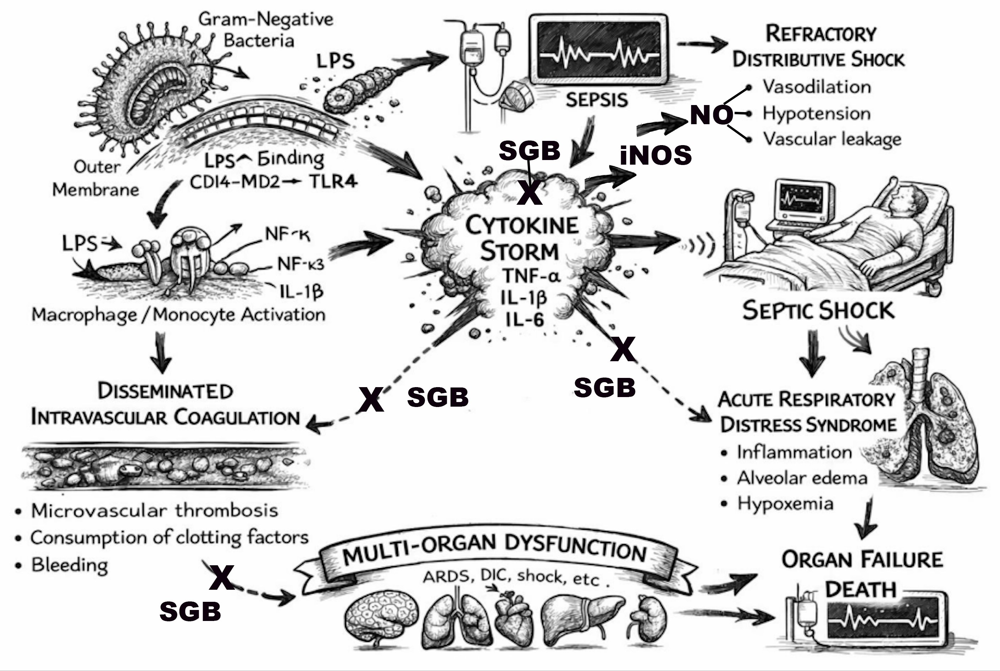 Gram-Negative
Bacteria
LPS
SEPSIS
REFRACTORY
DISTRIBUTIVE SHOCK
• Vasodilation
• Hypotension
• Vascular leakage
NO
iNOS
SGB
X
Outer
Membrane
LPS Binding
CD14-MD2→ TLR4
LPS→
NF-κ
NF-κ3
IL-1β
Macrophage / Monocyte Activation
CYTOKINE
STORM
TNF-α
IL-1β
IL-6
SEPTIC SHOCK
X
SGB
X
SGB
DISSEMINATED
INTRAVASCULAR COAGULATION
• Microvascular thrombosis
• Consumption of clotting factors
• Bleeding
X
SGB
ACUTE RESPIRATORY
DISTRESS SYNDROME
• Inflammation
• Alveolar edema
• Hypoxemia
MULTI-ORGAN DYSFUNCTION
ARDS, DIC, shock, etc .
ORGAN FAILURE
DEATH